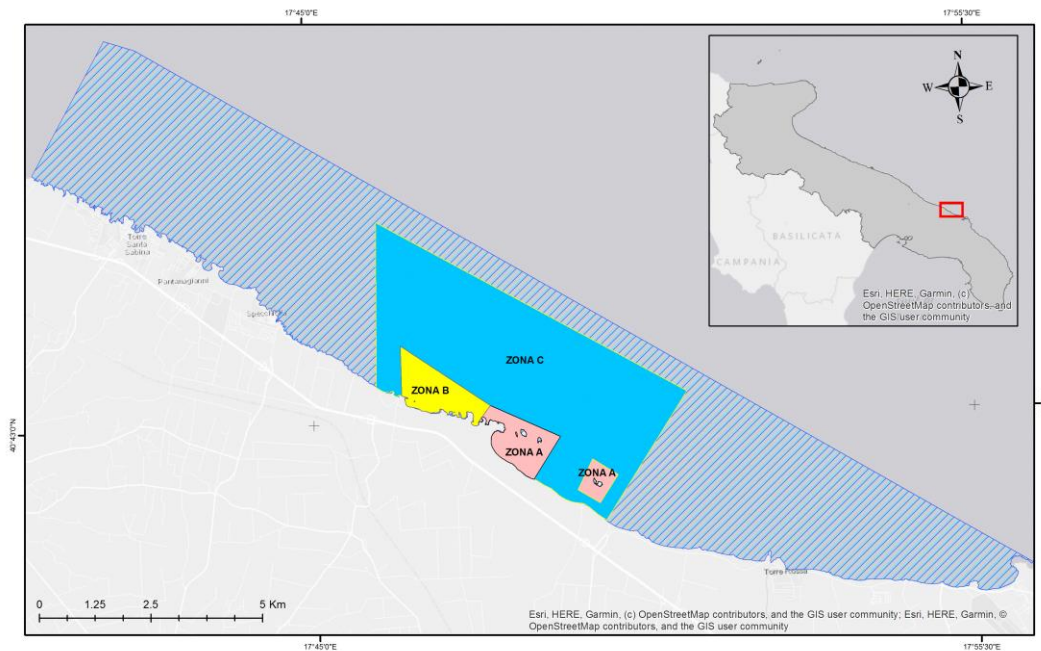 17°45'0"E
17°55'30"E
N
W
E
S
BASILICATA
CAMPANIA
Esri, HERE, Garmin, (c)
OpenStreetMap contributors, and
the GIS user community
Torre
Santa
Sabina
Pantanagianni
ZONA C
ZONA B
ZONA A
ZONA A
40°43'0"N
0 1.25 2.5 5 Km
Esri, HERE, Garmin, (c) OpenStreetMap contributors, and the GIS user community; Esri, HERE, Garmin, ©
OpenStreetMap contributors, and the GIS user community
17°45'0"E
17°55'30"E